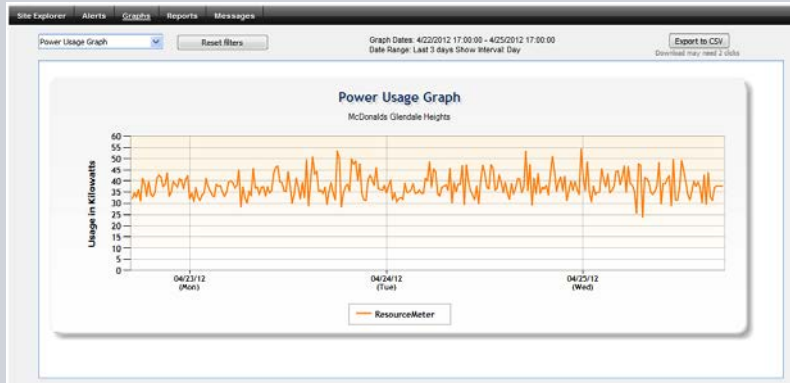 Site Explorer Alerts Graphs Reports Messages
Power Usage Graph Reset filters Graph Dates: 4/22/2012 17:00:00 - 4/25/2012 17:00:00 Export to CSV
Date Range: Last 3 days Show Interval: Day Download may need 2 clicks
Power Usage Graph
McDonalds Glendale Heights
Usage in Kilowatts
60
55
50
45
40
35
30
25
20
15
10
5
0
04/23/12 04/24/12 04/25/12
(Mon) (Tue) (Wed)
ResourceMeter